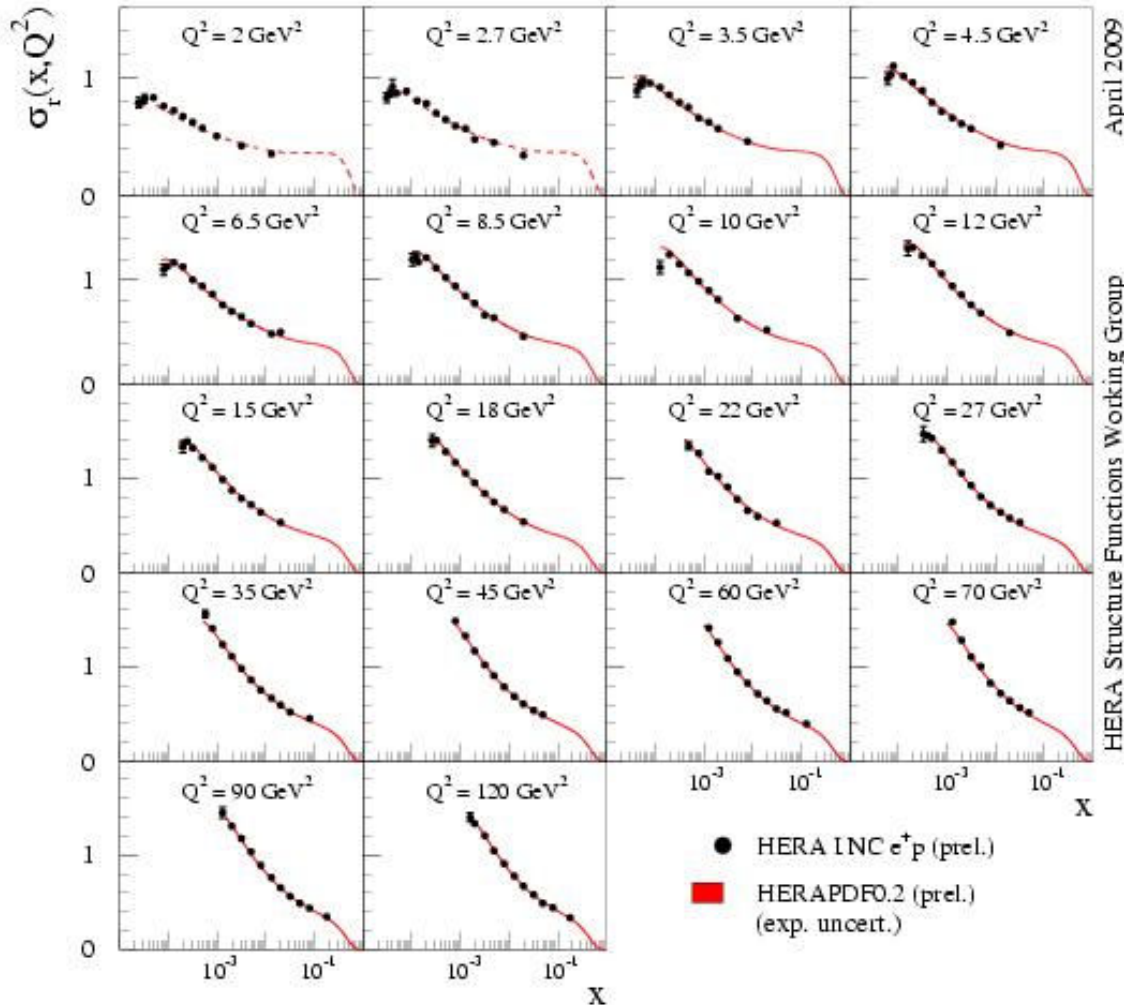 σr(x,Q²)
April 2009
Q² = 2 GeV²
Q² = 2.7 GeV²
Q² = 3.5 GeV²
Q² = 4.5 GeV²
1
0
Q² = 6.5 GeV²
Q² = 8.5 GeV²
Q² = 10 GeV²
Q² = 12 GeV²
1
0
Q² = 15 GeV²
Q² = 18 GeV²
Q² = 22 GeV²
Q² = 27 GeV²
1
0
Q² = 35 GeV²
Q² = 45 GeV²
Q² = 60 GeV²
Q² = 70 GeV²
1
0
10⁻³ 10⁻¹ 10⁻³ 10⁻¹
x
Q² = 90 GeV²
Q² = 120 GeV²
1
0
10⁻³ 10⁻¹ 10⁻³ 10⁻¹
x
HERA I NC e⁺p (prel.)
HERAPDF0.2 (prel.)
(exp. uncert.)
HERA Structure Functions Working Group